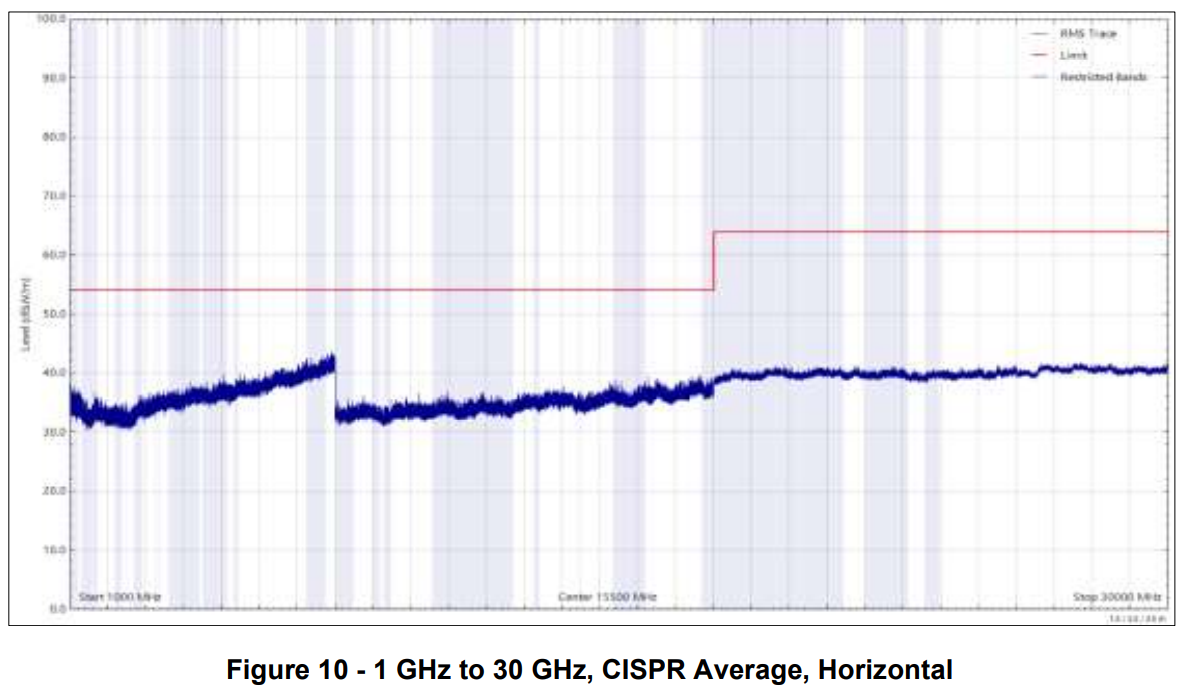 100.0
RMS Trace
Limit
Restricted Bands
90.0
80.0
70.0
60.0
50.0
40.0
30.0
20.0
10.0
0.0
Level (dBµV/m)
Start 1000 MHz
Center 15500 MHz
Stop 30000 MHz
Figure 10 - 1 GHz to 30 GHz, CISPR Average, Horizontal